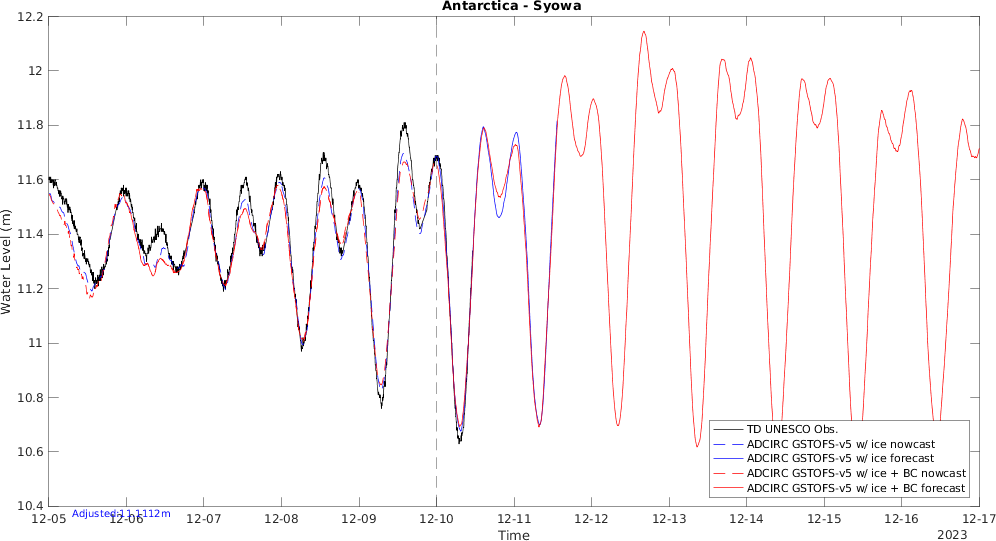 Antarctica - Syowa
12.2
12
11.8
11.6
11.4
11.2
11
10.8
10.6
10.4
Water Level (m)
TD UNESCO Obs.
ADCIRC GSTOFS-v5 w/ ice nowcast
ADCIRC GSTOFS-v5 w/ ice forecast
ADCIRC GSTOFS-v5 w/ ice + BC nowcast
ADCIRC GSTOFS-v5 w/ ice + BC forecast
Adjusted:11.1112m
12-05 12-06 12-07 12-08 12-09 12-10 12-11 12-12 12-13 12-14 12-15 12-16 12-17
Time
2023